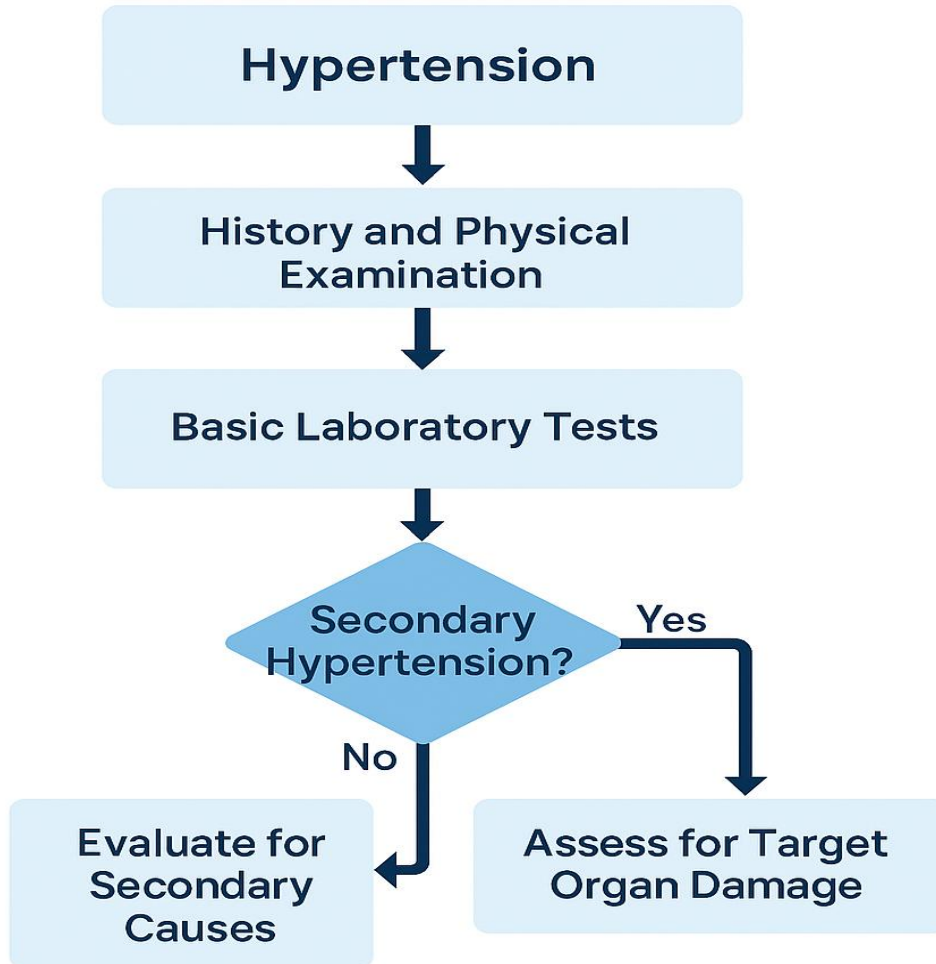 Hypertension
History and Physical
Examination
Basic Laboratory Tests
Secondary
Hypertension?
Yes
No
Evaluate for
Secondary
Causes
Assess for Target
Organ Damage